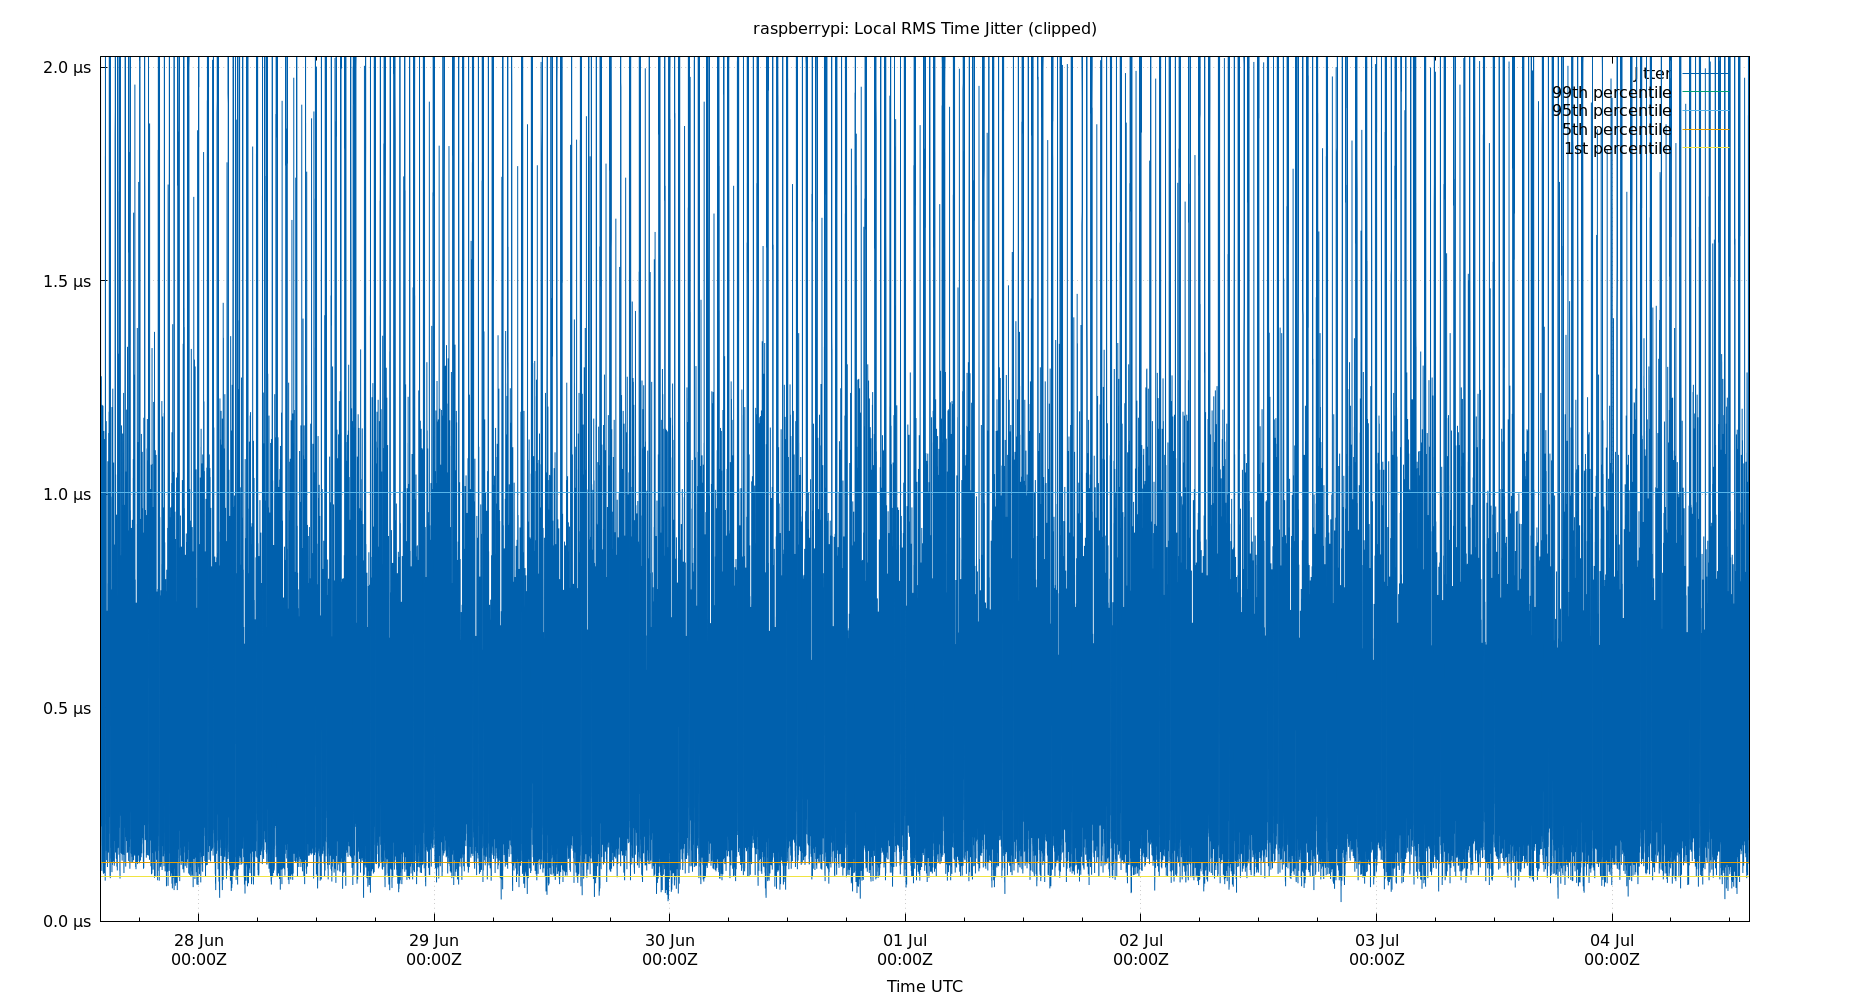 raspberrypi: Local RMS Time Jitter (clipped)
2.0 µs
1.5 µs
1.0 µs
0.5 µs
0.0 µs
jitter
99th percentile
95th percentile
5th percentile
1st percentile
28 Jun
00:00Z
29 Jun
00:00Z
30 Jun
00:00Z
01 Jul
00:00Z
02 Jul
00:00Z
03 Jul
00:00Z
04 Jul
00:00Z
Time UTC